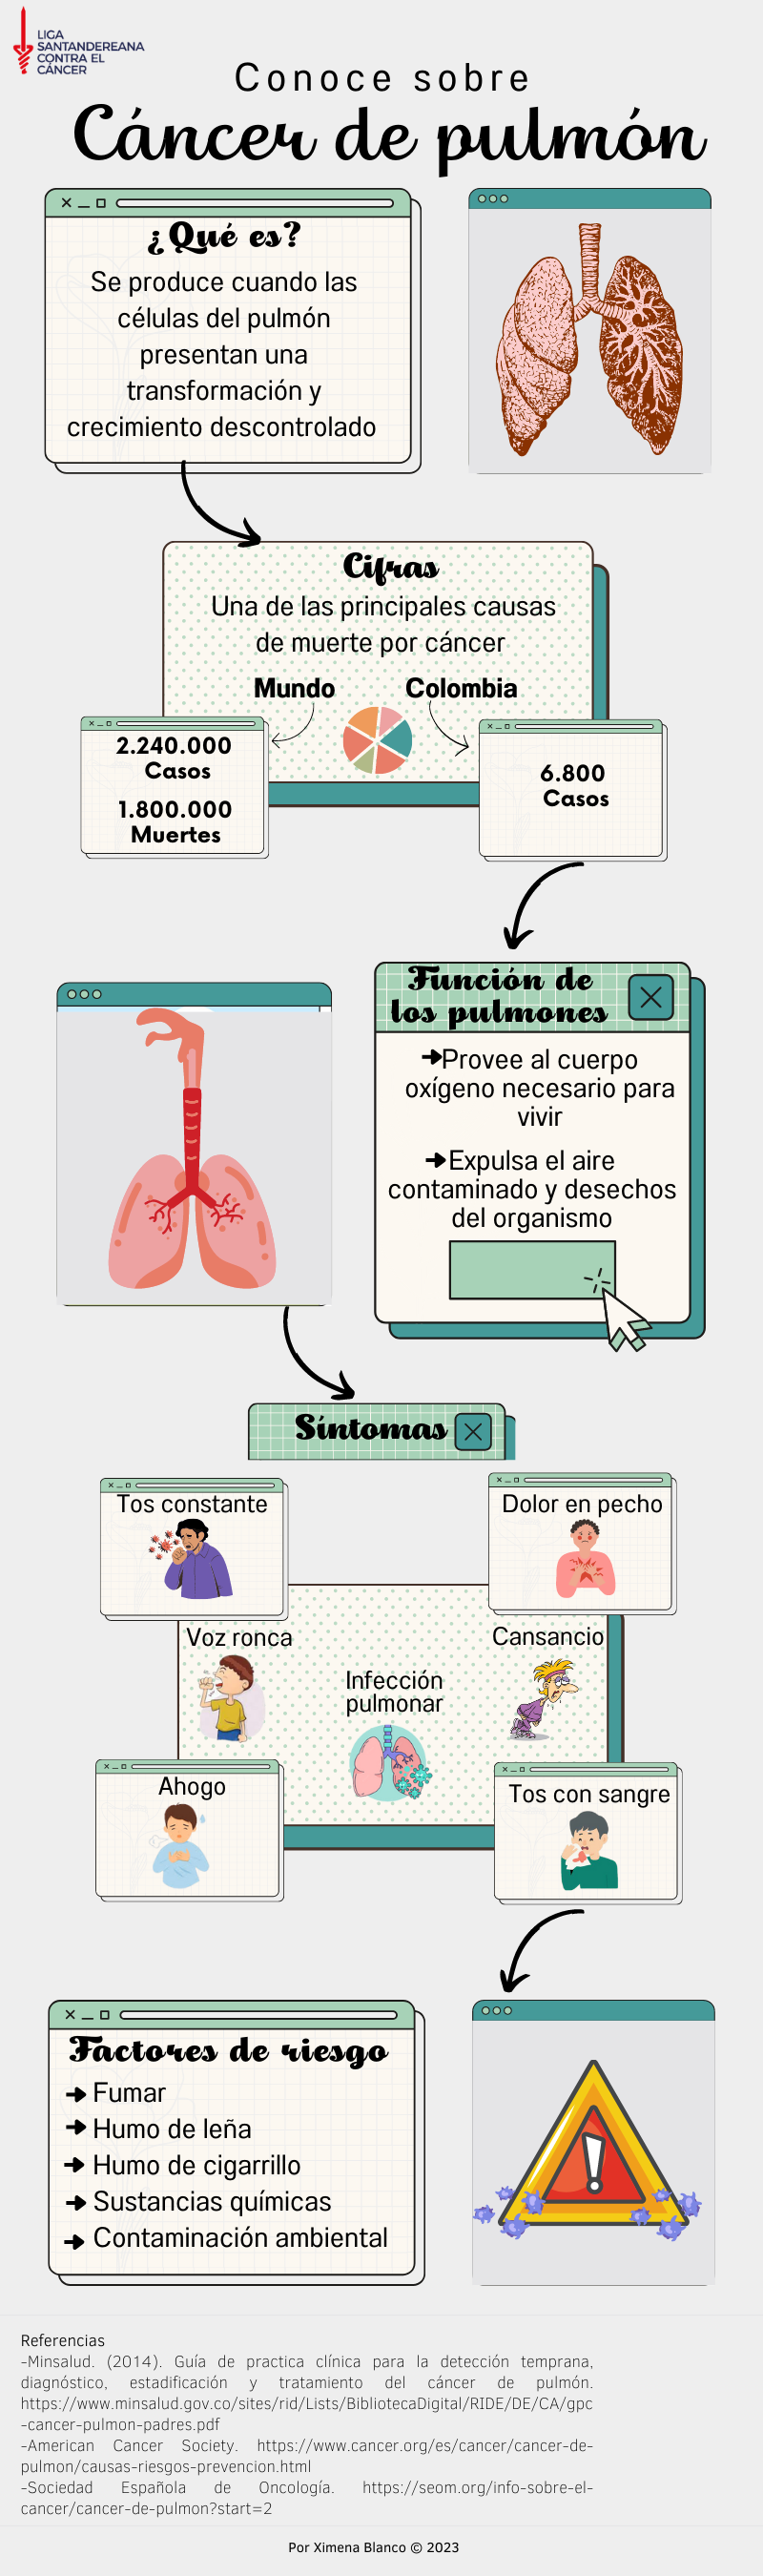 LIGA
SANTANDEREANA
CONTRA EL
CÁNCER
Conoce sobre
Cáncer de pulmón
¿Qué es?
Se produce cuando las
células del pulmón
presentan una
transformación y
crecimiento descontrolado
Cifras
Una de las principales causas
de muerte por cáncer
Mundo
Colombia
2.240.000
Casos
1.800.000
Muertes
6.800
Casos
Función de
los pulmones
Provee al cuerpo
oxígeno necesario para
vivir
Expulsa el aire
contaminado y desechos
del organismo
Síntomas
Tos constante
Dolor en pecho
Voz ronca
Cansancio
Infección
pulmonar
Ahogo
Tos con sangre
Factores de riesgo
Fumar
Humo de leña
Humo de cigarrillo
Sustancias químicas
Contaminación ambiental
Referencias
-Minsalud. (2014). Guía de practica clínica para la detección temprana,
diagnóstico, estadificación y tratamiento del cáncer de pulmón.
https://www.minsalud.gov.co/sites/rid/Lists/BibliotecaDigital/RIDE/DE/CA/gpc
-cancer-pulmon-padres.pdf
-American Cancer Society. https://www.cancer.org/es/cancer/cancer-de-
pulmon/causas-riesgos-prevencion.html
-Sociedad Española de Oncología. https://seom.org/info-sobre-el-
cancer/cancer-de-pulmon?start=2
Por Ximena Blanco © 2023